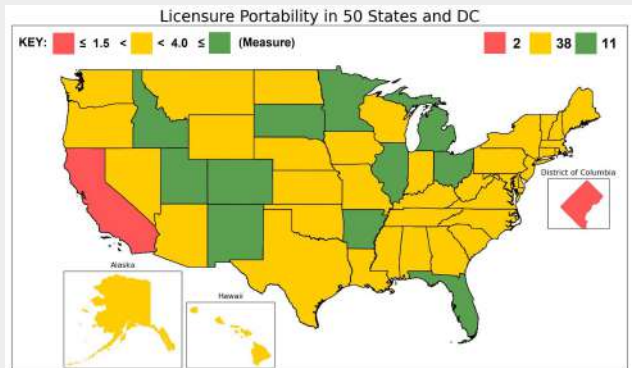 Licensure Portability in 50 States and DC
KEY: ≤ 1.5 < < 4.0 ≤ (Measure) 2 38 11
District of Columbia
Alaska
Hawaii